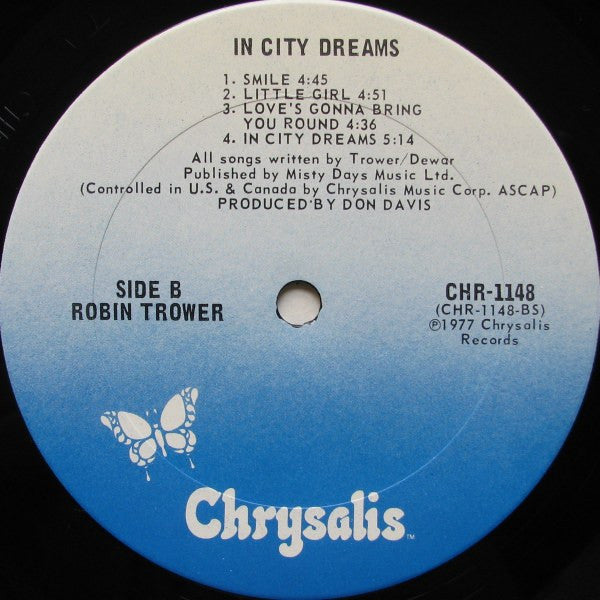 IN CITY DREAMS
1. SMILE 4:45
2. LITTLE GIRL 4:51
3. LOVE'S GONNA BRING
YOU ROUND 4:36
4. IN CITY DREAMS 5:14
All songs written by Trower/Dewar
Published by Misty Days Music Ltd.
(Controlled in U.S. & Canada by Chrysalis Music Corp. ASCAP)
PRODUCED BY DON DAVIS
SIDE B
ROBIN TROWER
CHR-1148
(CHR-1148-BS)
℗1977 Chrysalis
Records
Chrysalis™